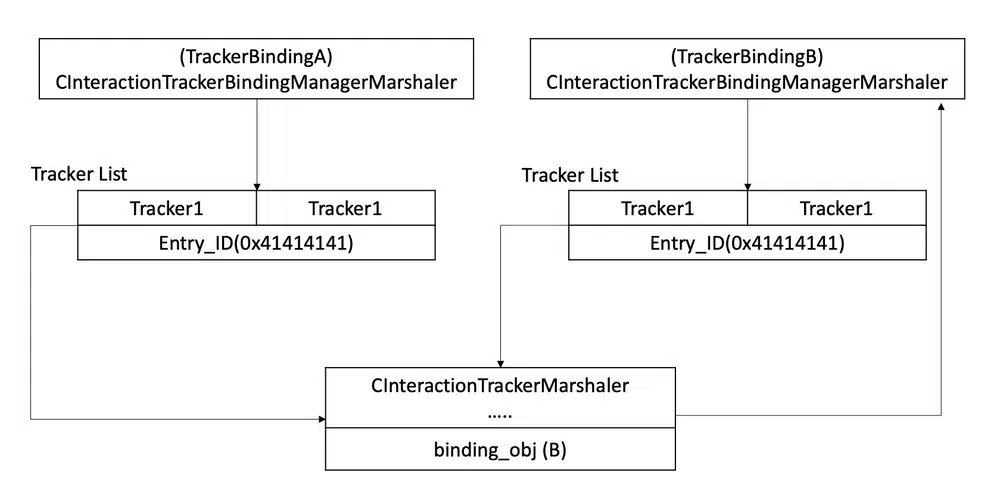 (TrackerBindingA)
CInteractionTrackerBindingManagerMarshaler
(TrackerBindingB)
CInteractionTrackerBindingManagerMarshaler
Tracker List
Tracker1
Tracker1
Entry_ID(0x41414141)
Tracker List
Tracker1
Tracker1
Entry_ID(0x41414141)
CInteractionTrackerMarshaler
.....
binding_obj (B)